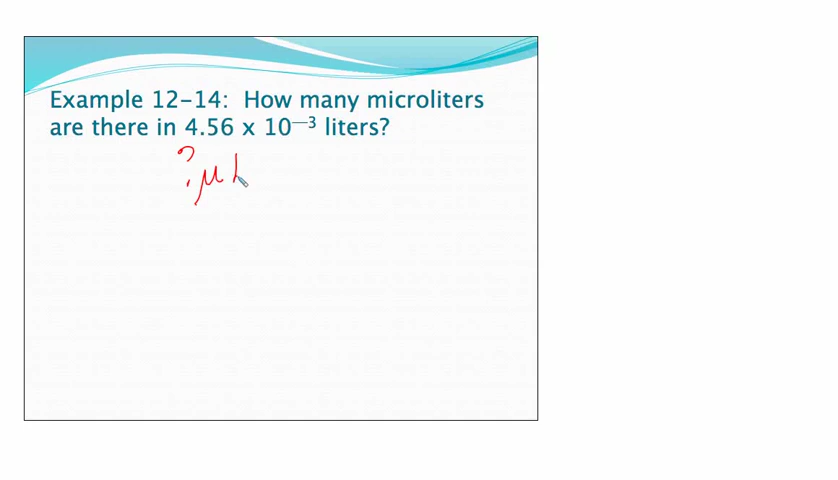 Example 12-14: How many microliters
are there in 4.56 x 10⁻³ liters?
? μL